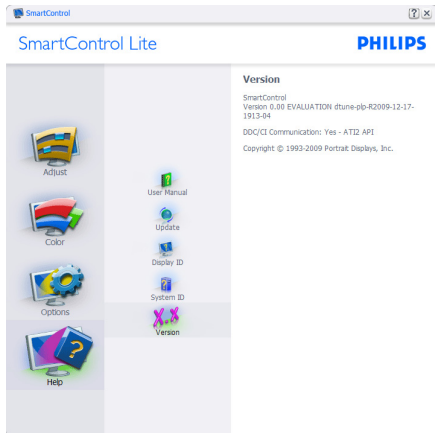 SmartControl
SmartControl Lite
PHILIPS
Adjust
Color
Options
Help
User Manual
Update
Display ID
System ID
Version
Version
SmartControl
Version 0.00 EVALUATION dtune-plp-R2009-12-17-
1913-04
DDC/CI Communication: Yes - ATI2 API
Copyright © 1993-2009 Portrait Displays, Inc.